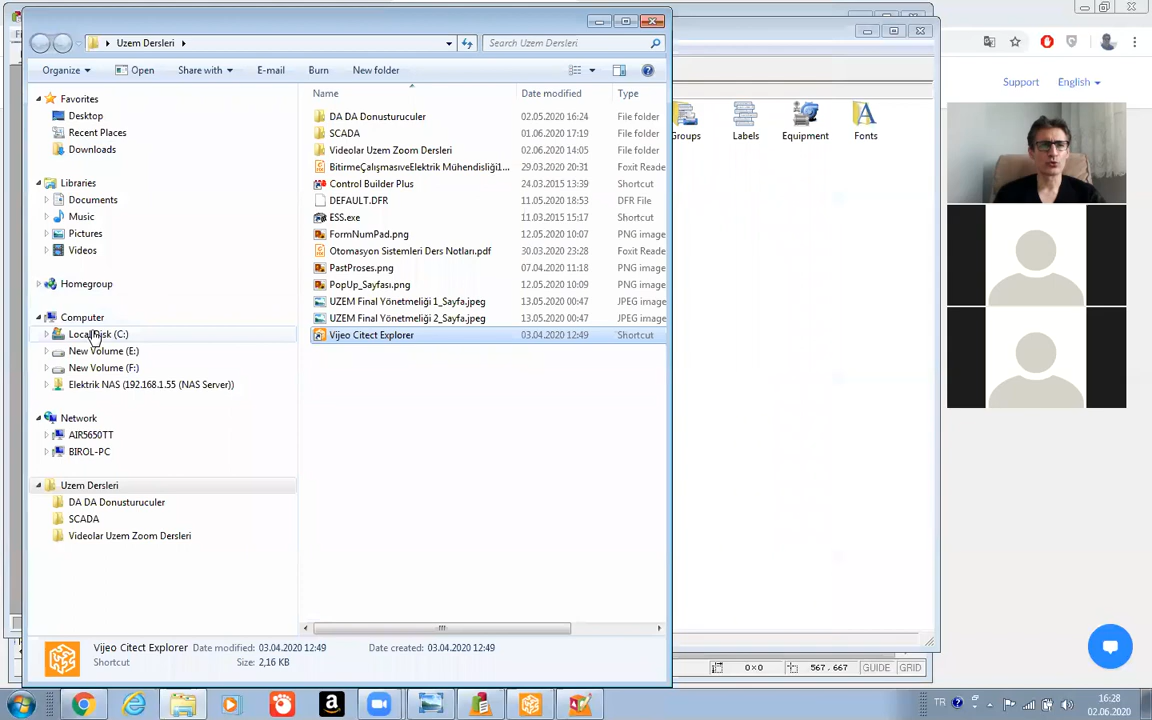 Uzem Dersleri
Search Uzem Dersleri
Organize
Open
Share with
E-mail
Burn
New folder
Support
English
Favorites
Desktop
Recent Places
Downloads
Libraries
Documents
Music
Pictures
Videos
Homegroup
Computer
Local Disk (C:)
New Volume (E:)
New Volume (F:)
Elektrik NAS (192.168.1.55 (NAS Server))
Network
AIR5650TT
BIROL-PC
Uzem Dersleri
DA DA Donusturuculer
SCADA
Videolar Uzem Zoom Dersleri
Name Date modified Type
DA DA Donusturuculer 02.05.2020 16:24 File folder
SCADA 01.06.2020 17:19 File folder
Videolar Uzem Zoom Dersleri 02.06.2020 14:05 File folder
BitirmeÇalışmasıveElektrik Mühendisliği1... 29.03.2020 20:31 Foxit Reade
Control Builder Plus 24.03.2015 13:39 Shortcut
DEFAULT.DFR 11.05.2020 18:53 DFR File
ESS.exe 11.03.2015 15:17 Shortcut
FormNumPad.png 12.05.2020 10:07 PNG image
Otomasyon Sistemleri Ders Notları.pdf 30.03.2020 23:28 Foxit Reade
PastProses.png 07.04.2020 11:18 PNG image
PopUp_Sayfası.png 12.05.2020 10:09 PNG image
UZEM Final Yönetmeliği 1_Sayfa.jpeg 13.05.2020 00:47 JPEG image
UZEM Final Yönetmeliği 2_Sayfa.jpeg 13.05.2020 00:47 JPEG image
Vijeo Citect Explorer 03.04.2020 12:49 Shortcut
Groups
Labels
Equipment
Fonts
Vijeo Citect Explorer Date modified: 03.04.2020 12:49 Date created: 03.04.2020 12:49
Shortcut Size: 2,16 KB
0×0
567, 667
GUIDE
GRID
TR
16:28
02.06.2020